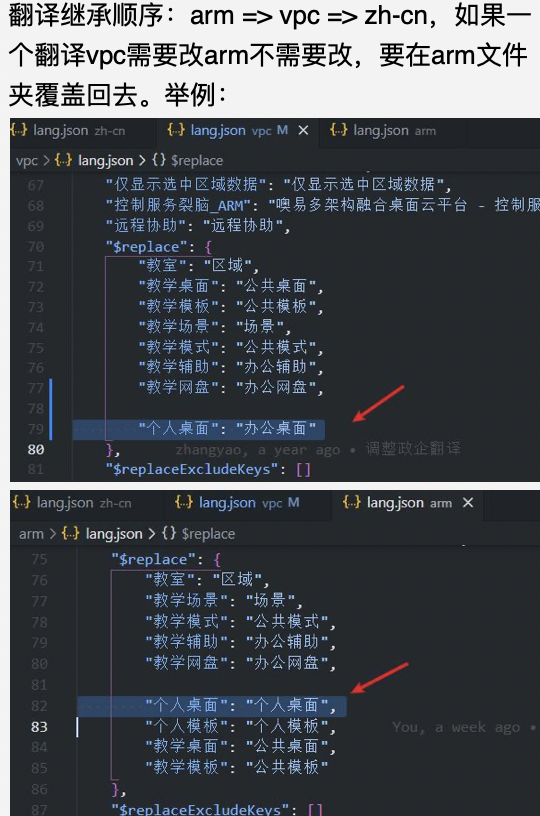 翻译继承顺序：arm => vpc => zh-cn，如果一
个翻译vpc需要改arm不需要改，要在arm文件
夹覆盖回去。举例：
{..} lang.json zh-cn {..} lang.json vpc M × {..} lang.json arm
vpc > {..} lang.json > {} $replace
67 "仅显示选中区域数据": "仅显示选中区域数据",
68 "控制服务裂脑_ARM": "噢易多架构融合桌面云平台 - 控制服
69 "远程协助": "远程协助",
70 "$replace": {
71 "教室": "区域",
72 "教学桌面": "公共桌面",
73 "教学模板": "公共模板",
74 "教学场景": "场景",
75 "教学模式": "公共模式",
76 "教学辅助": "办公辅助",
77 "教学网盘": "办公网盘",
78
79 "个人桌面": "办公桌面"
80 }, zhangyao, a year ago • 调整政企翻译
81 "$replaceExcludeKeys": []
{..} lang.json zh-cn {..} lang.json vpc M {..} lang.json arm ×
arm > {..} lang.json > {} $replace
75 "$replace": {
76 "教室": "区域",
77 "教学场景": "场景",
78 "教学模式": "公共模式",
79 "教学辅助": "办公辅助",
80 "教学网盘": "办公网盘",
81
82 "个人桌面": "个人桌面",
83 "个人模板": "个人模板", You, a week ago •
84 "教学桌面": "公共桌面",
85 "教学模板": "公共模板"
86 },
87 "$replaceExcludeKeys": []